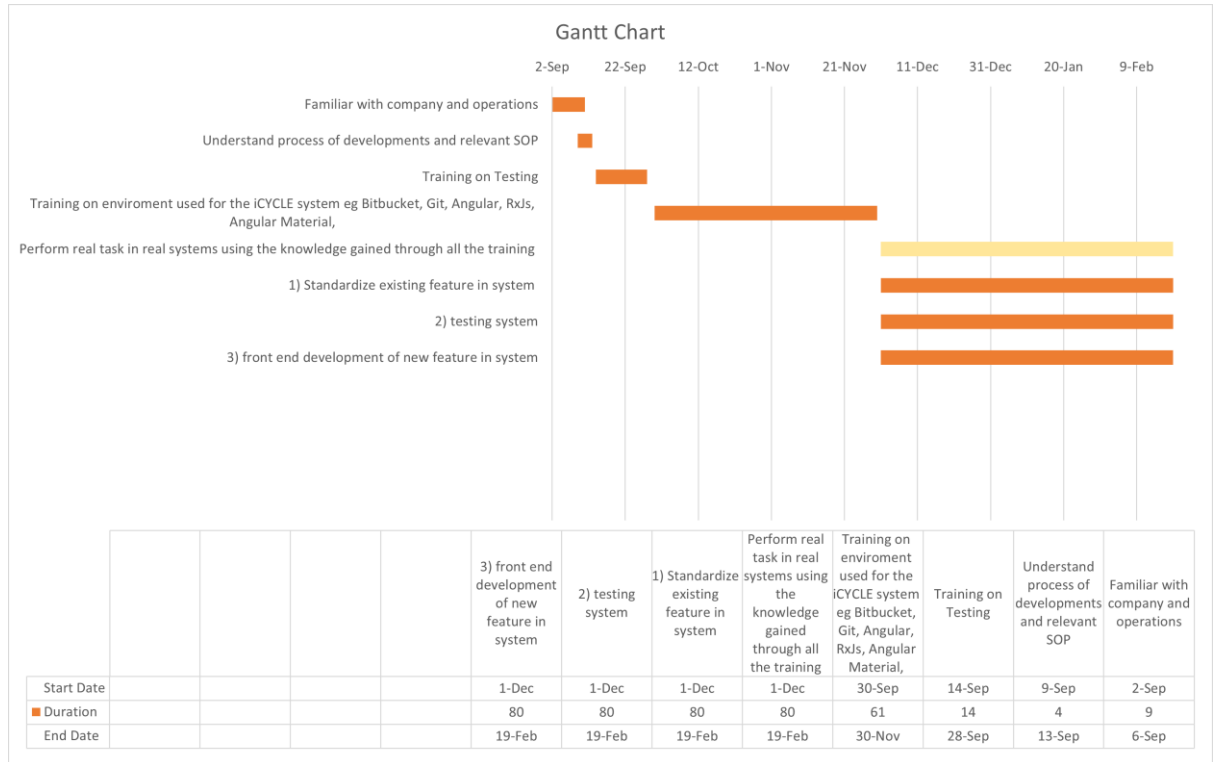 Gantt Chart
2-Sep 22-Sep 12-Oct 1-Nov 21-Nov 11-Dec 31-Dec 20-Jan 9-Feb
Familiar with company and operations
Understand process of developments and relevant SOP
Training on Testing
Training on enviroment used for the iCYCLE system eg Bitbucket, Git, Angular, RxJs,
Angular Material,
Perform real task in real systems using the knowledge gained through all the training
1) Standardize existing feature in system
2) testing system
3) front end development of new feature in system
3) front end
development
of new
feature in
system
2) testing
system
1) Standardize
existing
feature in
system
Perform real
task in real
systems using
the
knowledge
gained
through all
the training
Training on
enviroment
used for the
iCYCLE system
eg Bitbucket,
Git, Angular,
RxJs, Angular
Material,
Training on
Testing
Understand
process of
developments
and relevant
SOP
Familiar with
company and
operations
Start Date 1-Dec 1-Dec 1-Dec 1-Dec 30-Sep 14-Sep 9-Sep 2-Sep
Duration 80 80 80 80 61 14 4 9
End Date 19-Feb 19-Feb 19-Feb 19-Feb 30-Nov 28-Sep 13-Sep 6-Sep